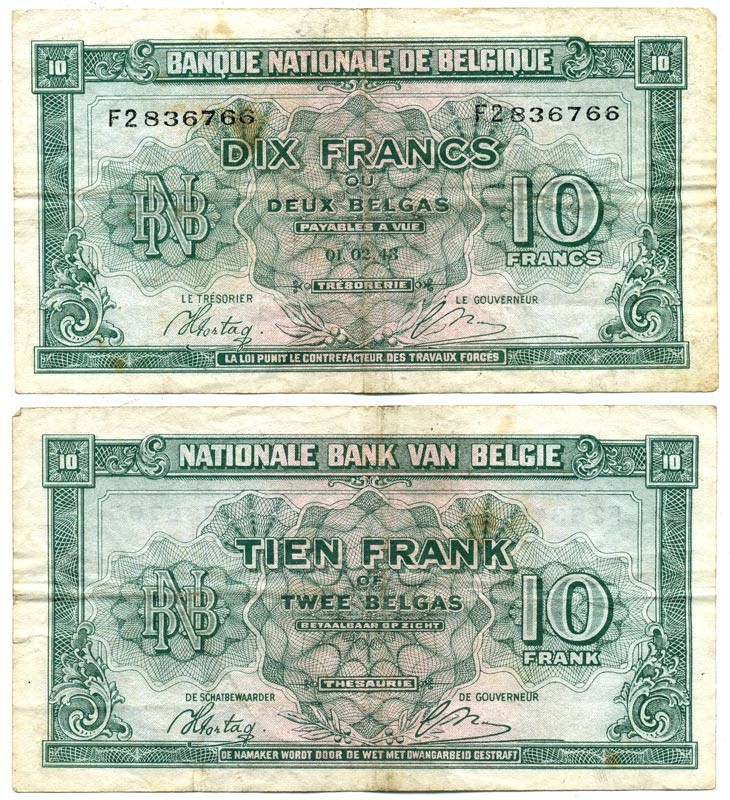 10 BANQUE NATIONALE DE BELGIQUE 10
F2836766 F2836766
DIX FRANCS
OU
DEUX BELGAS
PAYABLES A VUE
BNB
10
FRANCS
01.02.43
TRÉSORERIE
LE TRÉSORIER LE GOUVERNEUR
LA LOI PUNIT LE CONTREFACTEUR DES TRAVAUX FORCÉS
10 NATIONALE BANK VAN BELGIE 10
TIEN FRANK
OF
TWEE BELGAS
BETAALBAAR OP ZICHT
BNB
10
FRANK
THESAURIE
DE SCHATBEWAARDER DE GOUVERNEUR
DE NAMAKER WORDT DOOR DE WET MET DWANGARBEID GESTRAFT